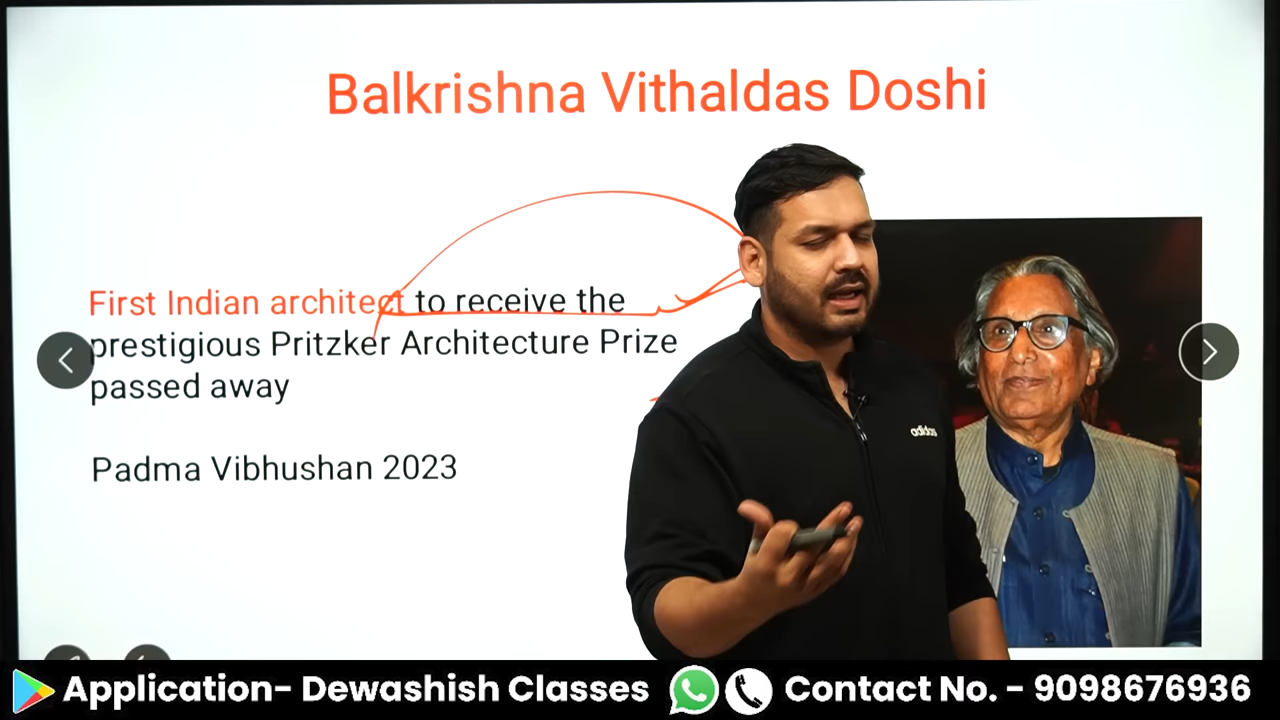 Balkrishna Vithaldas Doshi
First Indian architect to receive the
prestigious Pritzker Architecture Prize
passed away
Padma Vibhushan 2023
adidas
Application- Dewashish Classes
Contact No. - 9098676936